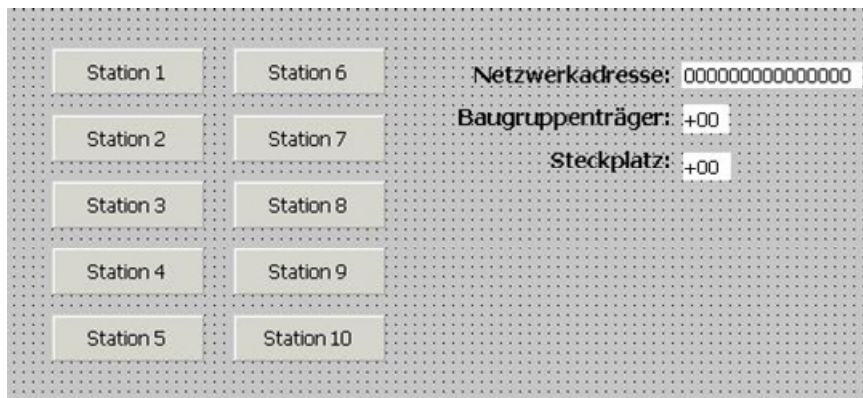 Station 1
Station 2
Station 3
Station 4
Station 5
Station 6
Station 7
Station 8
Station 9
Station 10
Netzwerkadresse: 000000000000000
Baugruppenträger: +00
Steckplatz: +00